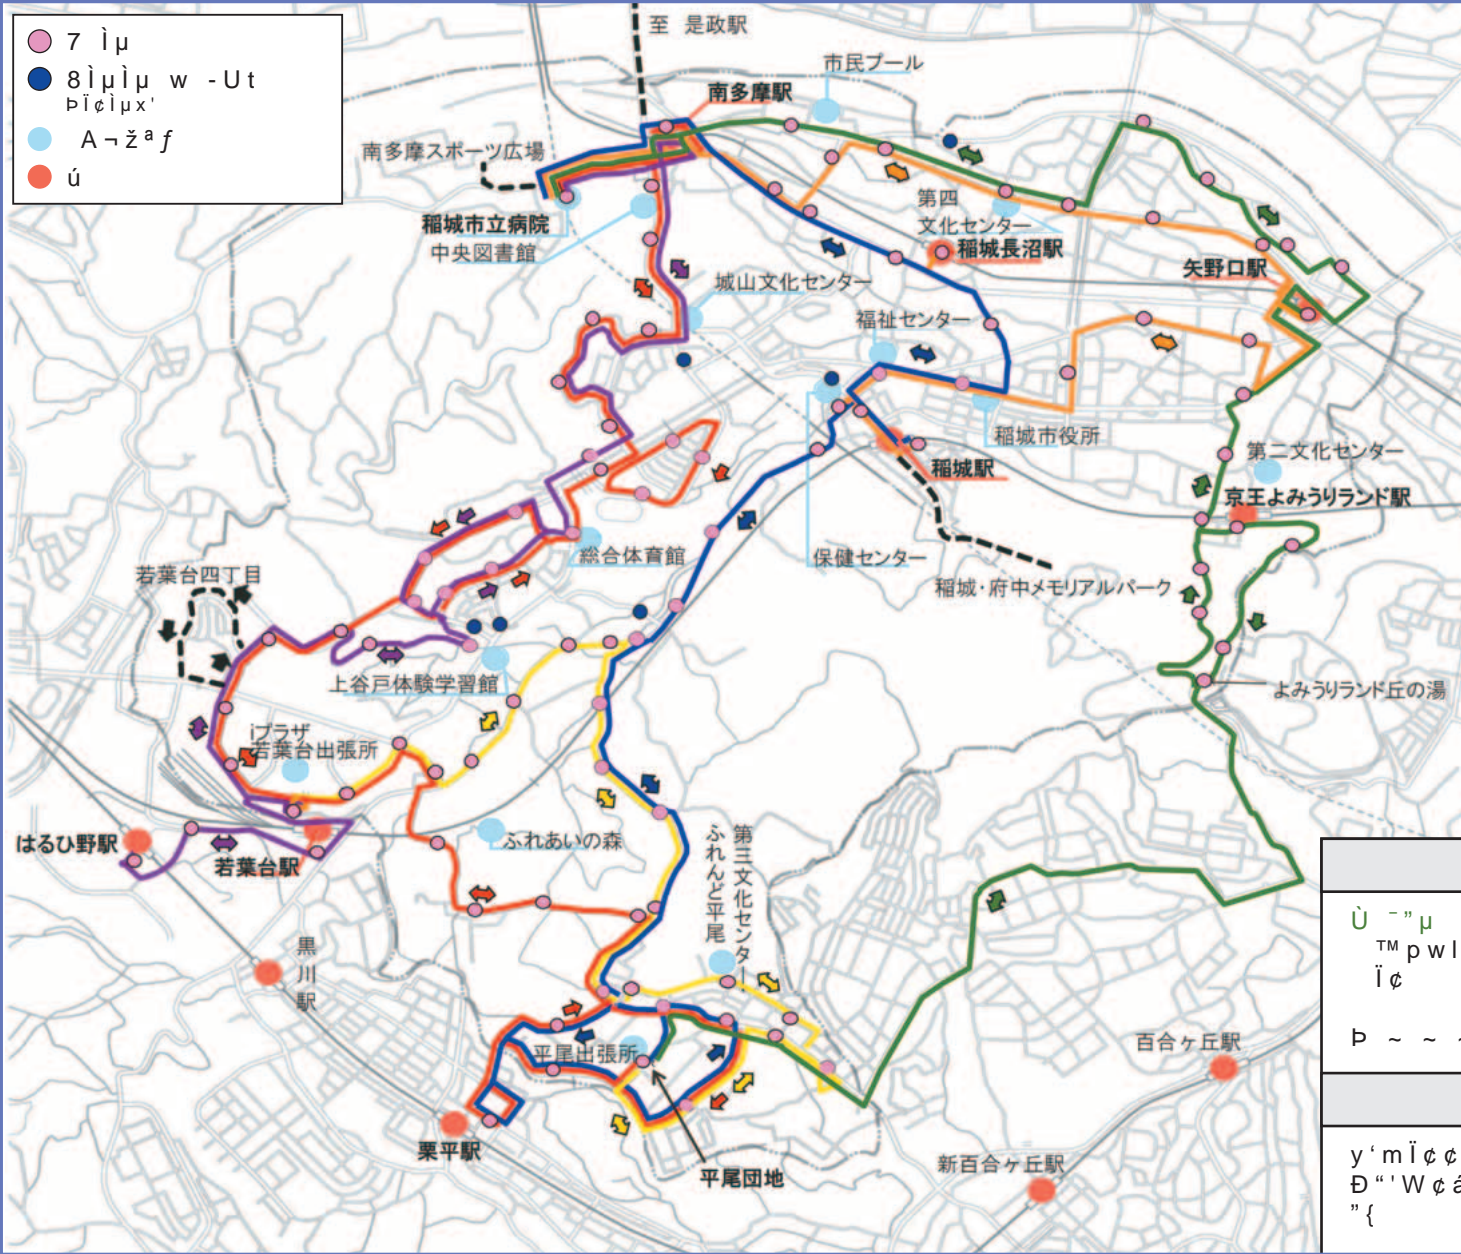 7 Ìµ
8ÌµÌµ w -Ut
ÞÏ¢Ìµx'
A¬žªƒ
ú
至 是政駅
市民プール
南多摩駅
南多摩スポーツ広場
稲城市立病院
中央図書館
第四
文化センター
稲城長沼駅
矢野口駅
城山文化センター
福祉センター
稲城市役所
稲城駅
第二文化センター
京王よみうりランド駅
総合体育館
保健センター
稲城・府中メモリアルパーク
若葉台四丁目
上谷戸体験学習館
よみうりランド丘の湯
iプラザ
若葉台出張所
はるひ野駅
若葉台駅
ふれあいの森
第三文化センター
ふれんど平尾
黒川駅
平尾出張所
百合ヶ丘駅
栗平駅
平尾団地
新百合ヶ丘駅
Ù ¯”µ
™pwI
Ï¢
Þ ~ ~ ~
y‘mÏ¢¢
Ð“'W¢á
”{